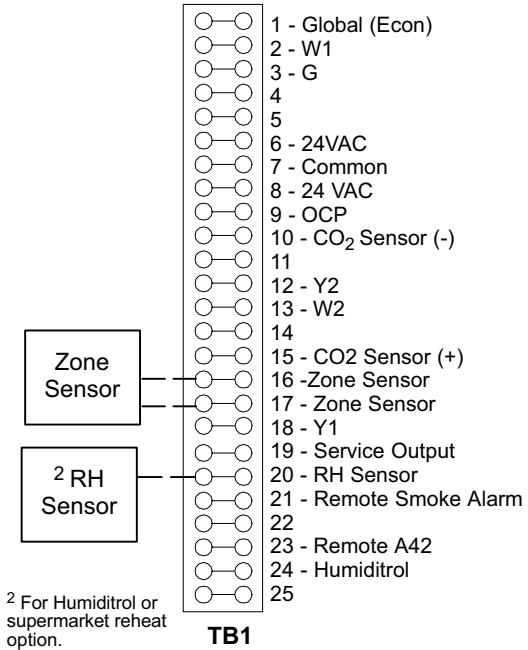 1 - Global (Econ)
2 - W1
3 - G
4
5
6 - 24VAC
7 - Common
8 - 24 VAC
9 - OCP
10 - CO2 Sensor (-)
11
12 - Y2
13 - W2
14
15 - CO2 Sensor (+)
16 -Zone Sensor
17 - Zone Sensor
18 - Y1
19 - Service Output
20 - RH Sensor
21 - Remote Smoke Alarm
22
23 - Remote A42
24 - Humiditrol
25
Zone
Sensor
2 RH
Sensor
2 For Humiditrol or
supermarket reheat
option.
TB1